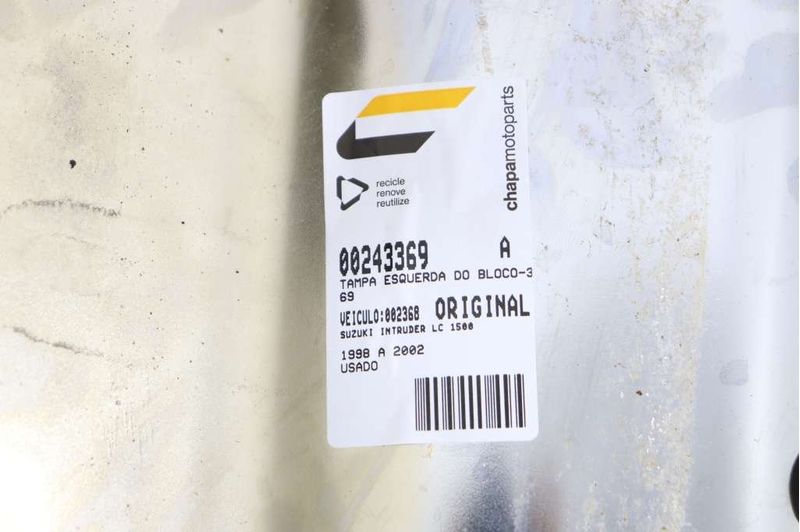 chapamotoparts
recicle
renove
reutilize
00243369 A
TAMPA ESQUERDA DO BLOCO-3
69
VEICULO:002368 ORIGINAL
SUZUKI INTRUDER LC 1500
1998 A 2002
USADO